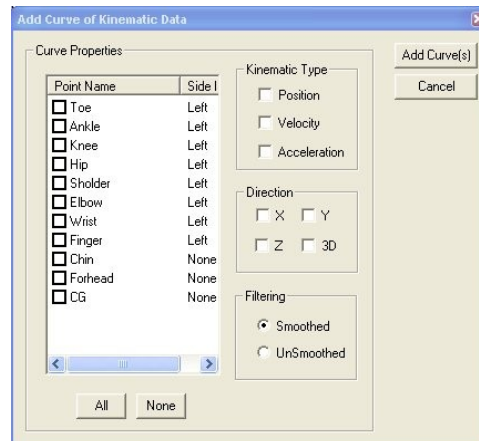 Add Curve of Kinematic Data
Curve Properties
Point Name Side I
Toe Left
Ankle Left
Knee Left
Hip Left
Sholder Left
Elbow Left
Wrist Left
Finger Left
Chin None
Forhead None
CG None
All None
Kinematic Type
Position
Velocity
Acceleration
Direction
X Y
Z 3D
Filtering
Smoothed
UnSmoothed
Add Curve(s)
Cancel